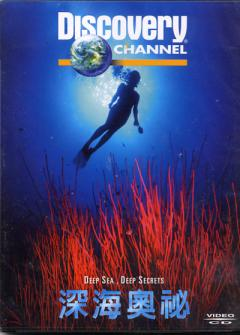 Discovery
CHANNEL
DEEP SEA, DEEP SECRETS
深海奧祕
VIDEO
CD